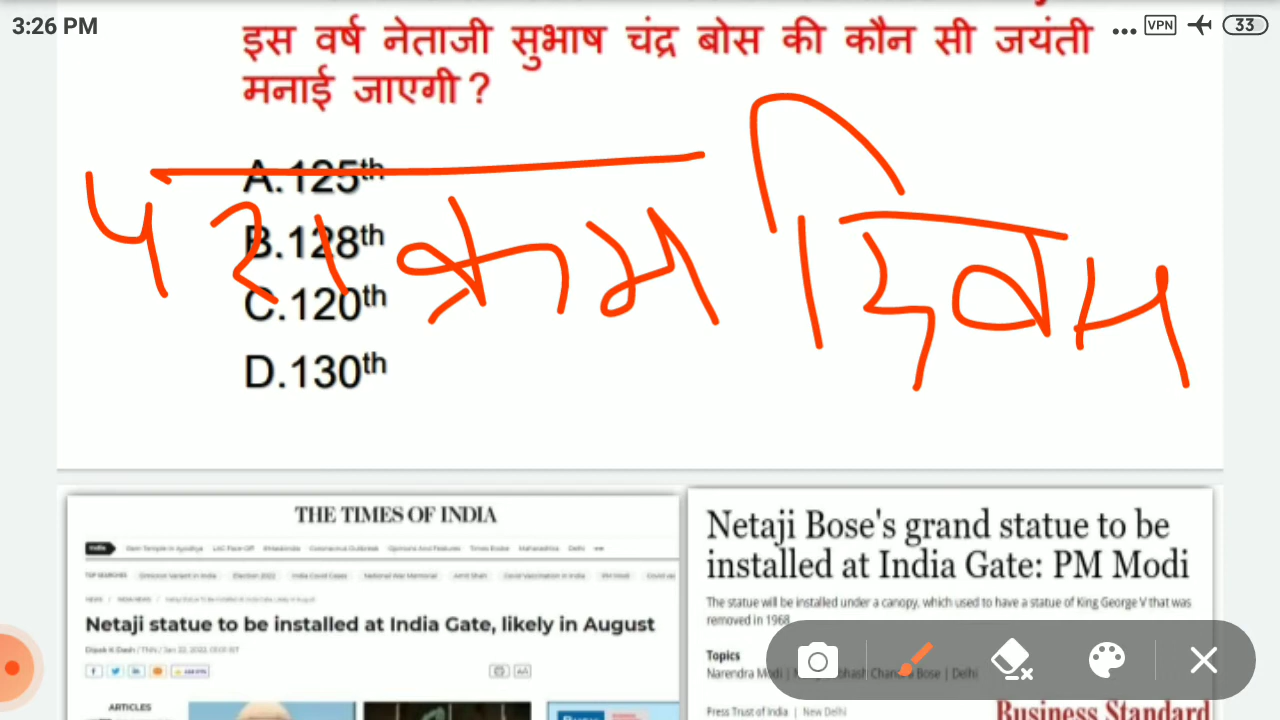 3:26 PM
VPN
33
इस वर्ष नेताजी सुभाष चंद्र बोस की कौन सी जयंती
मनाई जाएगी ?
A.125th
B.128th
C.120th
D.130th
पराक्रम दिवस
THE TIMES OF INDIA
India
Netaji statue to be installed at India Gate, likely in August
ARTICLES
Netaji Bose's grand statue to be
installed at India Gate: PM Modi
The statue will be installed under a canopy, which used to have a statue of King George V that was
removed in 1968
Topics
Narendra Modi | Bose | Delhi
Press Trust of India | New Delhi
Business Standard